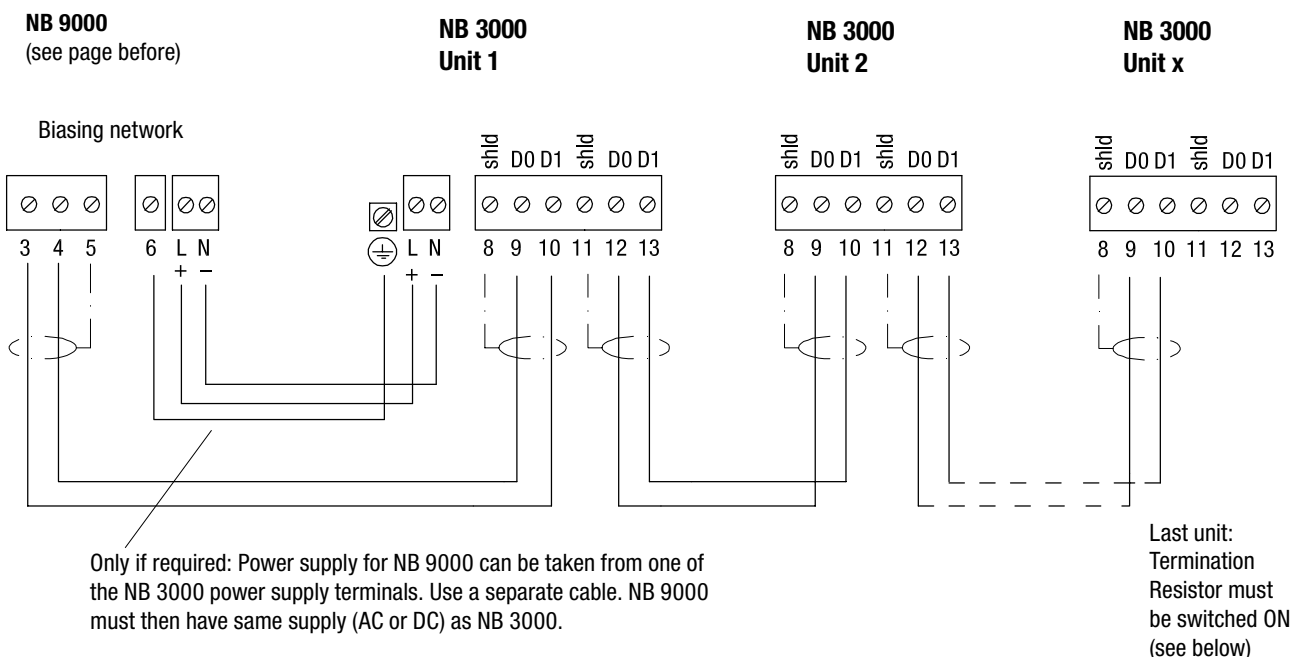 NB 9000
(see page before)
NB 3000
Unit 1
NB 3000
Unit 2
NB 3000
Unit x
Biasing network
shld D0 D1 shld D0 D1
shld D0 D1 shld D0 D1
shld D0 D1 shld D0 D1
3 4 5 6 L N
+ −
L N 8 9 10 11 12 13
+ −
8 9 10 11 12 13
8 9 10 11 12 13
Only if required: Power supply for NB 9000 can be taken from one of
the NB 3000 power supply terminals. Use a separate cable. NB 9000
must then have same supply (AC or DC) as NB 3000.
Last unit:
Termination
Resistor must
be switched ON
(see below)